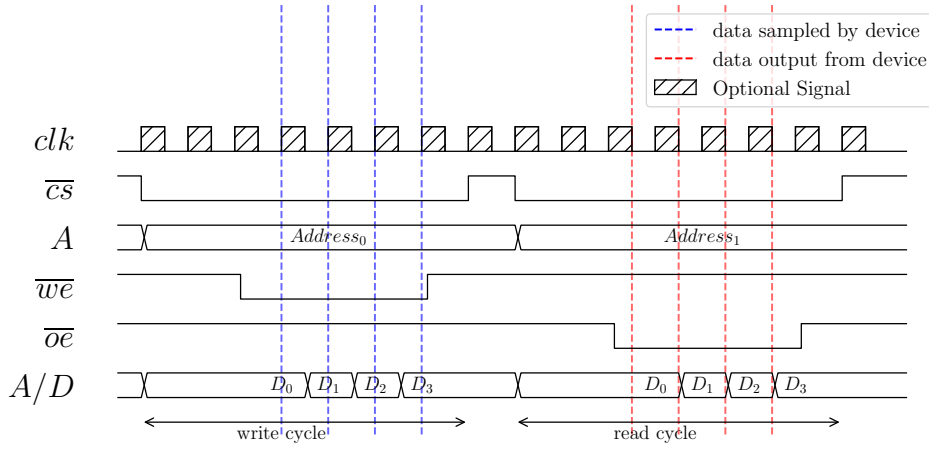 data sampled by device
data output from device
Optional Signal
clk
cs
A Address₀ Address₁
we
oe
A/D D₀ D₁ D₂ D₃ D₀ D₁ D₂ D₃
write cycle read cycle